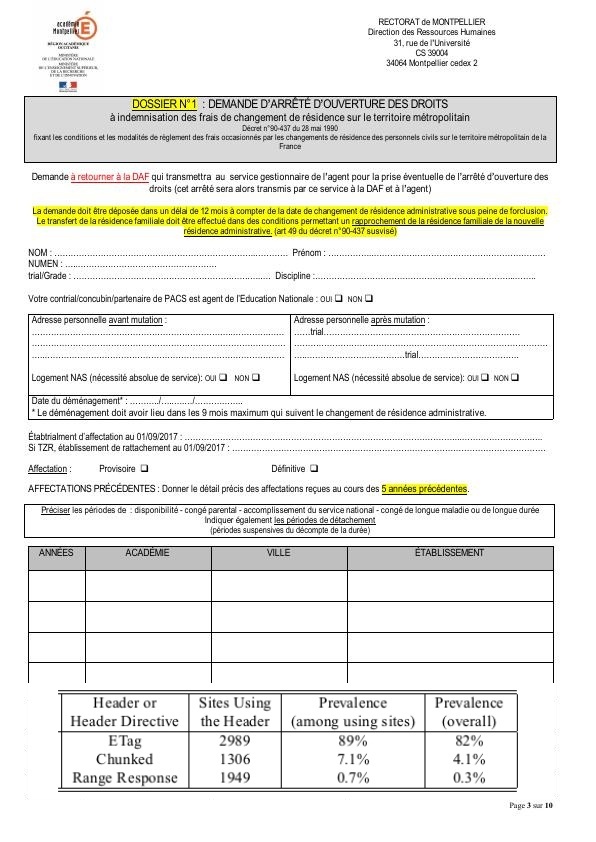 académie
Montpellier
RÉGION ACADÉMIQUE
OCCITANIE
MINISTÈRE
DE L'ÉDUCATION NATIONALE
MINISTÈRE
DE L'ENSEIGNEMENT SUPÉRIEUR,
DE LA RECHERCHE
ET DE L'INNOVATION
RECTORAT de MONTPELLIER
Direction des Ressources Humaines
31, rue de l'Université
CS 39004
34064 Montpellier cedex 2
DOSSIER N°1 : DEMANDE D'ARRÊTÉ D'OUVERTURE DES DROITS
à indemnisation des frais de changement de résidence sur le territoire métropolitain
Décret n°90-437 du 28 mai 1990
fixant les conditions et les modalités de règlement des frais occasionnés par les changements de résidence des personnels civils sur le territoire métropolitain de la
France
Demande à retourner à la DAF qui transmettra au service gestionnaire de l'agent pour la prise éventuelle de l'arrêté d'ouverture des
droits (cet arrêté sera alors transmis par ce service à la DAF et à l'agent)
La demande doit être déposée dans un délai de 12 mois à compter de la date de changement de résidence administrative sous peine de forclusion.
Le transfert de la résidence familiale doit être effectué dans des conditions permettant un rapprochement de la résidence familiale de la nouvelle
résidence administrative. (art 49 du décret n°90-437 susvisé)
NOM : ........................................ Prénom : ........................................
NUMEN : ........................................
trial/Grade : ........................................ Discipline :........................................
Votre contrial/concubin/partenaire de PACS est agent de l'Education Nationale : OUI ❑ NON ❑
Adresse personnelle avant mutation :
Adresse personnelle après mutation :
......trial........................................
........................................trial........................................
Logement NAS (nécessité absolue de service): OUI ❑ NON ❑
Logement NAS (nécessité absolue de service): OUI ❑ NON ❑
Date du déménagement* : ........../.........../................
* Le déménagement doit avoir lieu dans les 9 mois maximum qui suivent le changement de résidence administrative.
Étabtrialment d'affectation au 01/09/2017 : ........................................
Si TZR, établissement de rattachement au 01/09/2017 : ........................................
Affectation : Provisoire ❑ Définitive ❑
AFFECTATIONS PRÉCÉDENTES : Donner le détail précis des affectations reçues au cours des 5 années précédentes.
Préciser les périodes de : disponibilité - congé parental - accomplissement du service national - congé de longue maladie ou de longue durée
Indiquer également les périodes de détachement
(périodes suspensives du décompte de la durée)
ANNÉES ACADÉMIE VILLE ÉTABLISSEMENT
Header or Sites Using Prevalence Prevalence
Header Directive the Header (among using sites) (overall)
ETag 2989 89% 82%
Chunked 1306 7.1% 4.1%
Range Response 1949 0.7% 0.3%
Page 3 sur 10